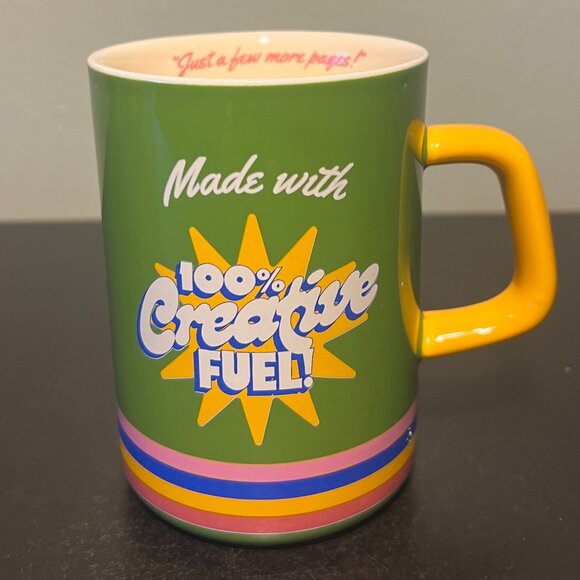 "Just a few more pages!"
Made with
100%
Creative
FUEL!